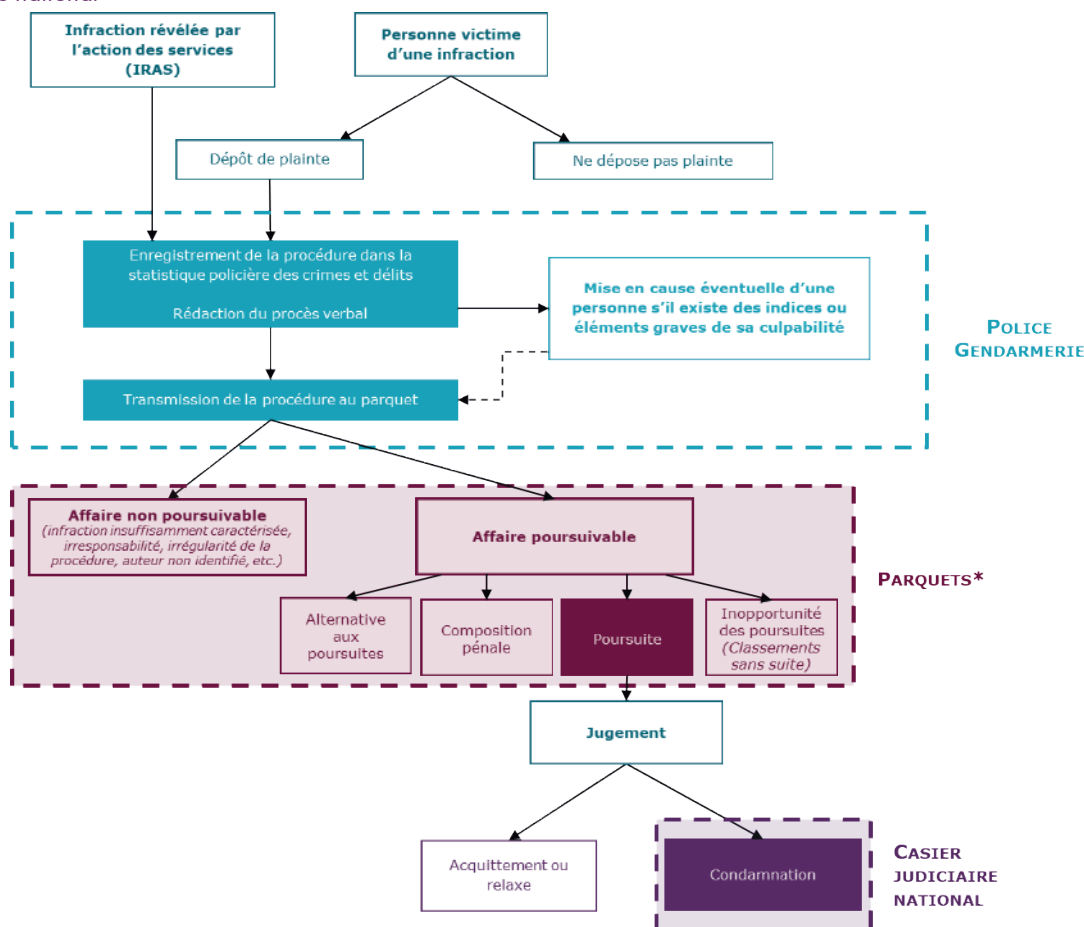 Infraction révélée par
l'action des services
(IRAS)
Personne victime
d'une infraction
Dépôt de plainte
Ne dépose pas plainte
Enregistrement de la procédure dans la
statistique policière des crimes et délits
Rédaction du procès verbal
Mise en cause éventuelle d'une
personne s'il existe des indices ou
éléments graves de sa culpabilité
POLICE
GENDARMERIE
Transmission de la procédure au parquet
Affaire non poursuivable
(infraction insuffisamment caractérisée,
irresponsabilité, irrégularité de la
procédure, auteur non identifié, etc.)
Affaire poursuivable
PARQUETS*
Alternative
aux
poursuites
Composition
pénale
Poursuite
Inopportunité
des poursuites
(Classements
sans suite)
Jugement
Acquittement ou
relaxe
Condamnation
CASIER
JUDICIAIRE
NATIONAL